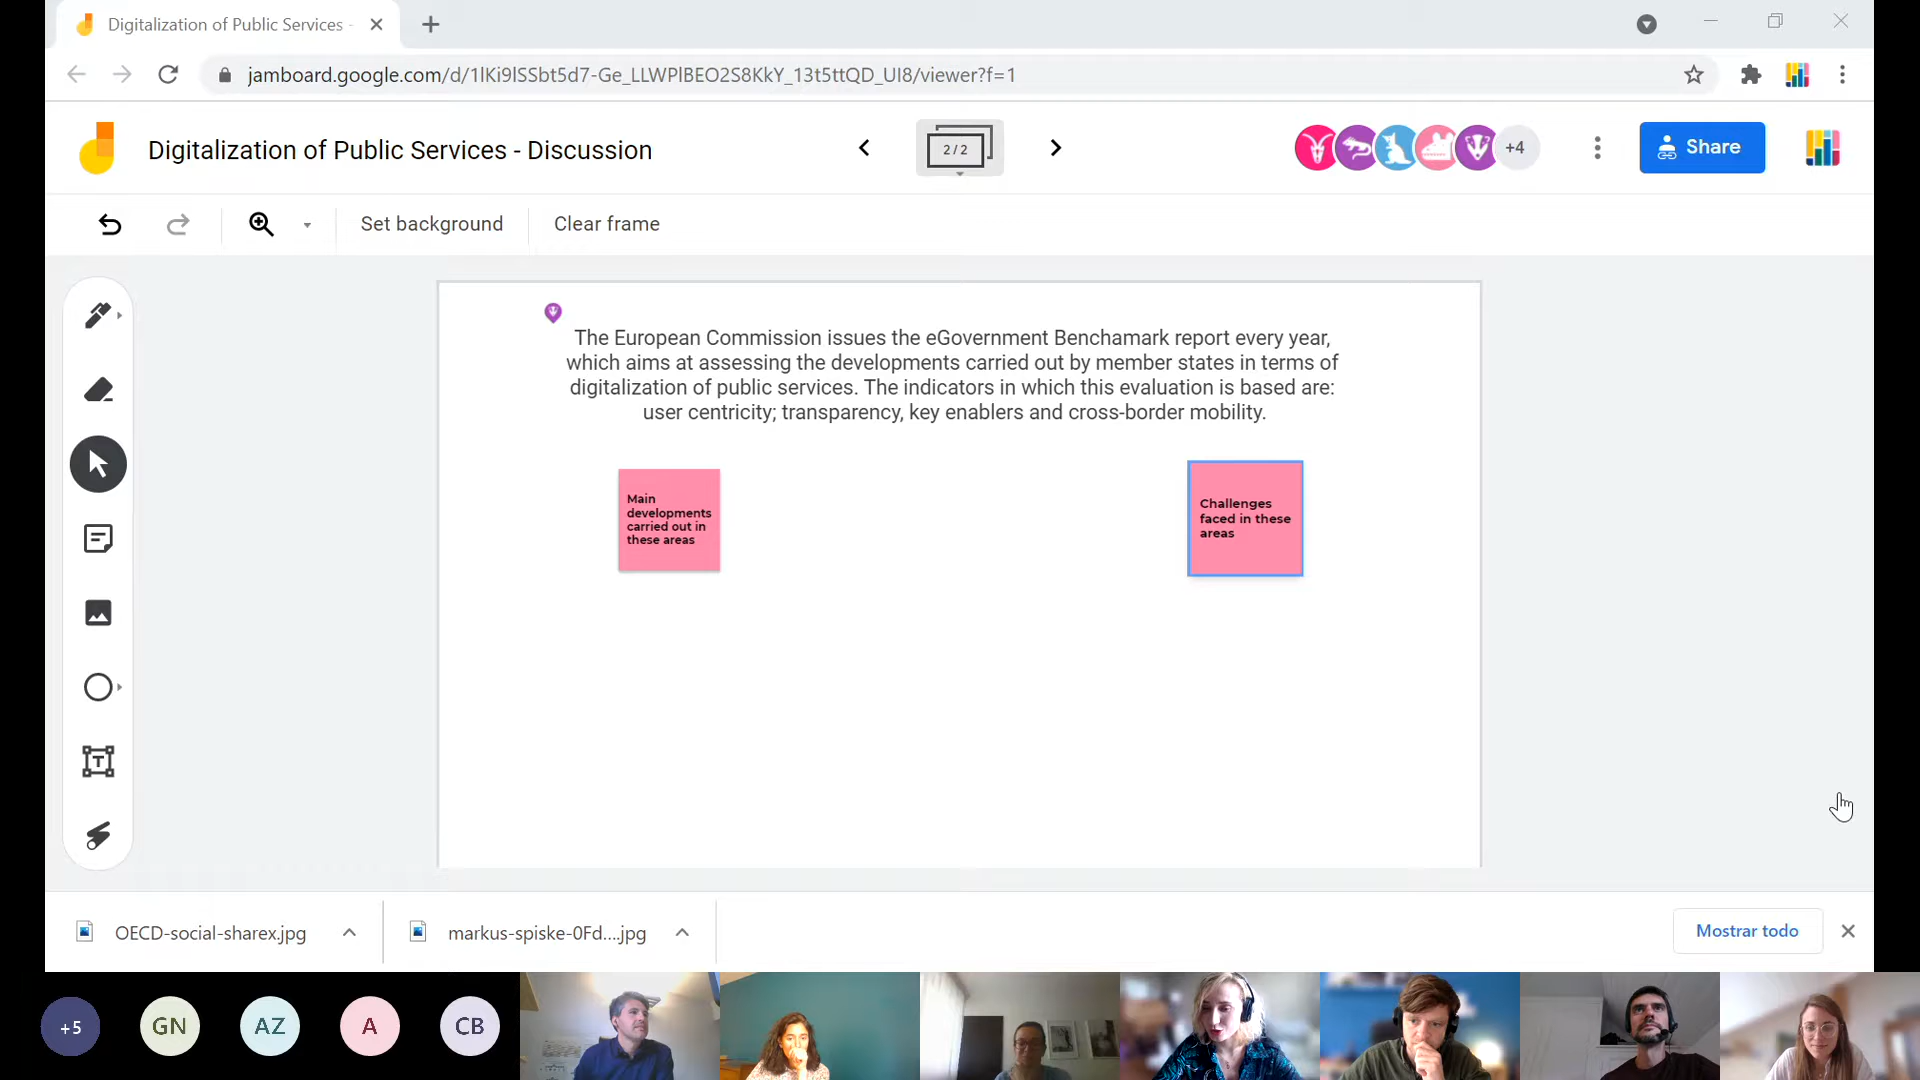 Digitalization of Public Services -
jamboard.google.com/d/1lKi9lSSbt5d7-Ge_LLWPlBEO2S8KkY_13t5ttQD_UI8/viewer?f=1
Digitalization of Public Services - Discussion
2 / 2
+4
Share
Set background
Clear frame
The European Commission issues the eGovernment Benchamark report every year,
which aims at assessing the developments carried out by member states in terms of
digitalization of public services. The indicators in which this evaluation is based are:
user centricity; transparency, key enablers and cross-border mobility.
Main
developments
carried out in
these areas
Challenges
faced in these
areas
OECD-social-sharex.jpg
markus-spiske-0Fd....jpg
Mostrar todo
+5
GN
AZ
A
CB